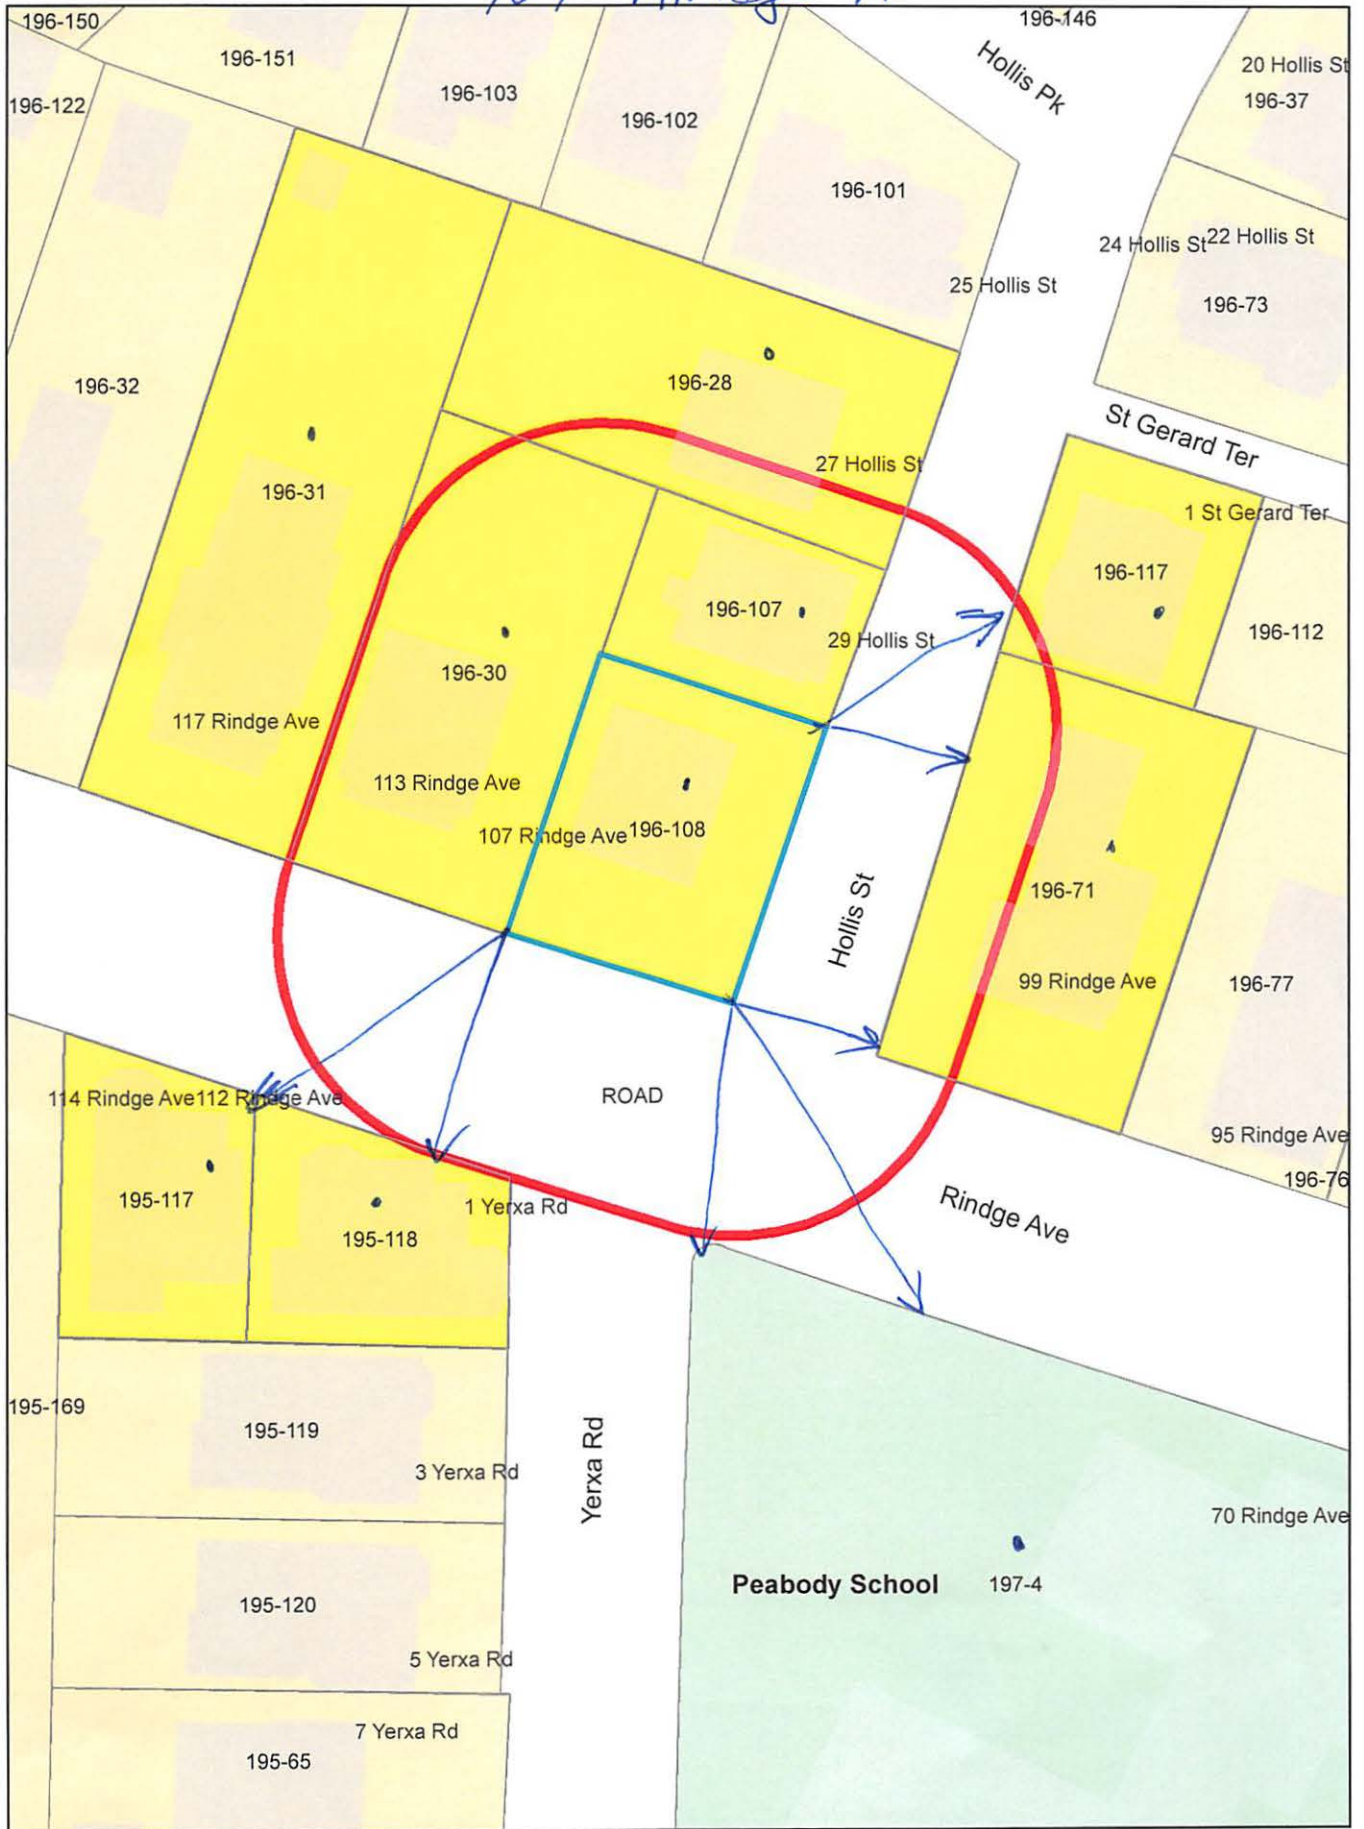 196-150
196-146
196-151
Hollis Pk
20 Hollis St
196-122
196-103
196-37
196-102
196-101
24 Hollis St
22 Hollis St
25 Hollis St
196-73
196-32
196-28
St Gerard Ter
27 Hollis St
196-31
1 St Gerard Ter
196-117
196-107
196-112
29 Hollis St
196-30
117 Rindge Ave
113 Rindge Ave
107 Rindge Ave
196-108
196-71
Hollis St
99 Rindge Ave
196-77
114 Rindge Ave
112 Rindge Ave
ROAD
95 Rindge Ave
196-76
195-117
1 Yerxa Rd
Rindge Ave
195-118
195-169
195-119
3 Yerxa Rd
Yerxa Rd
70 Rindge Ave
Peabody School
197-4
195-120
5 Yerxa Rd
7 Yerxa Rd
195-65